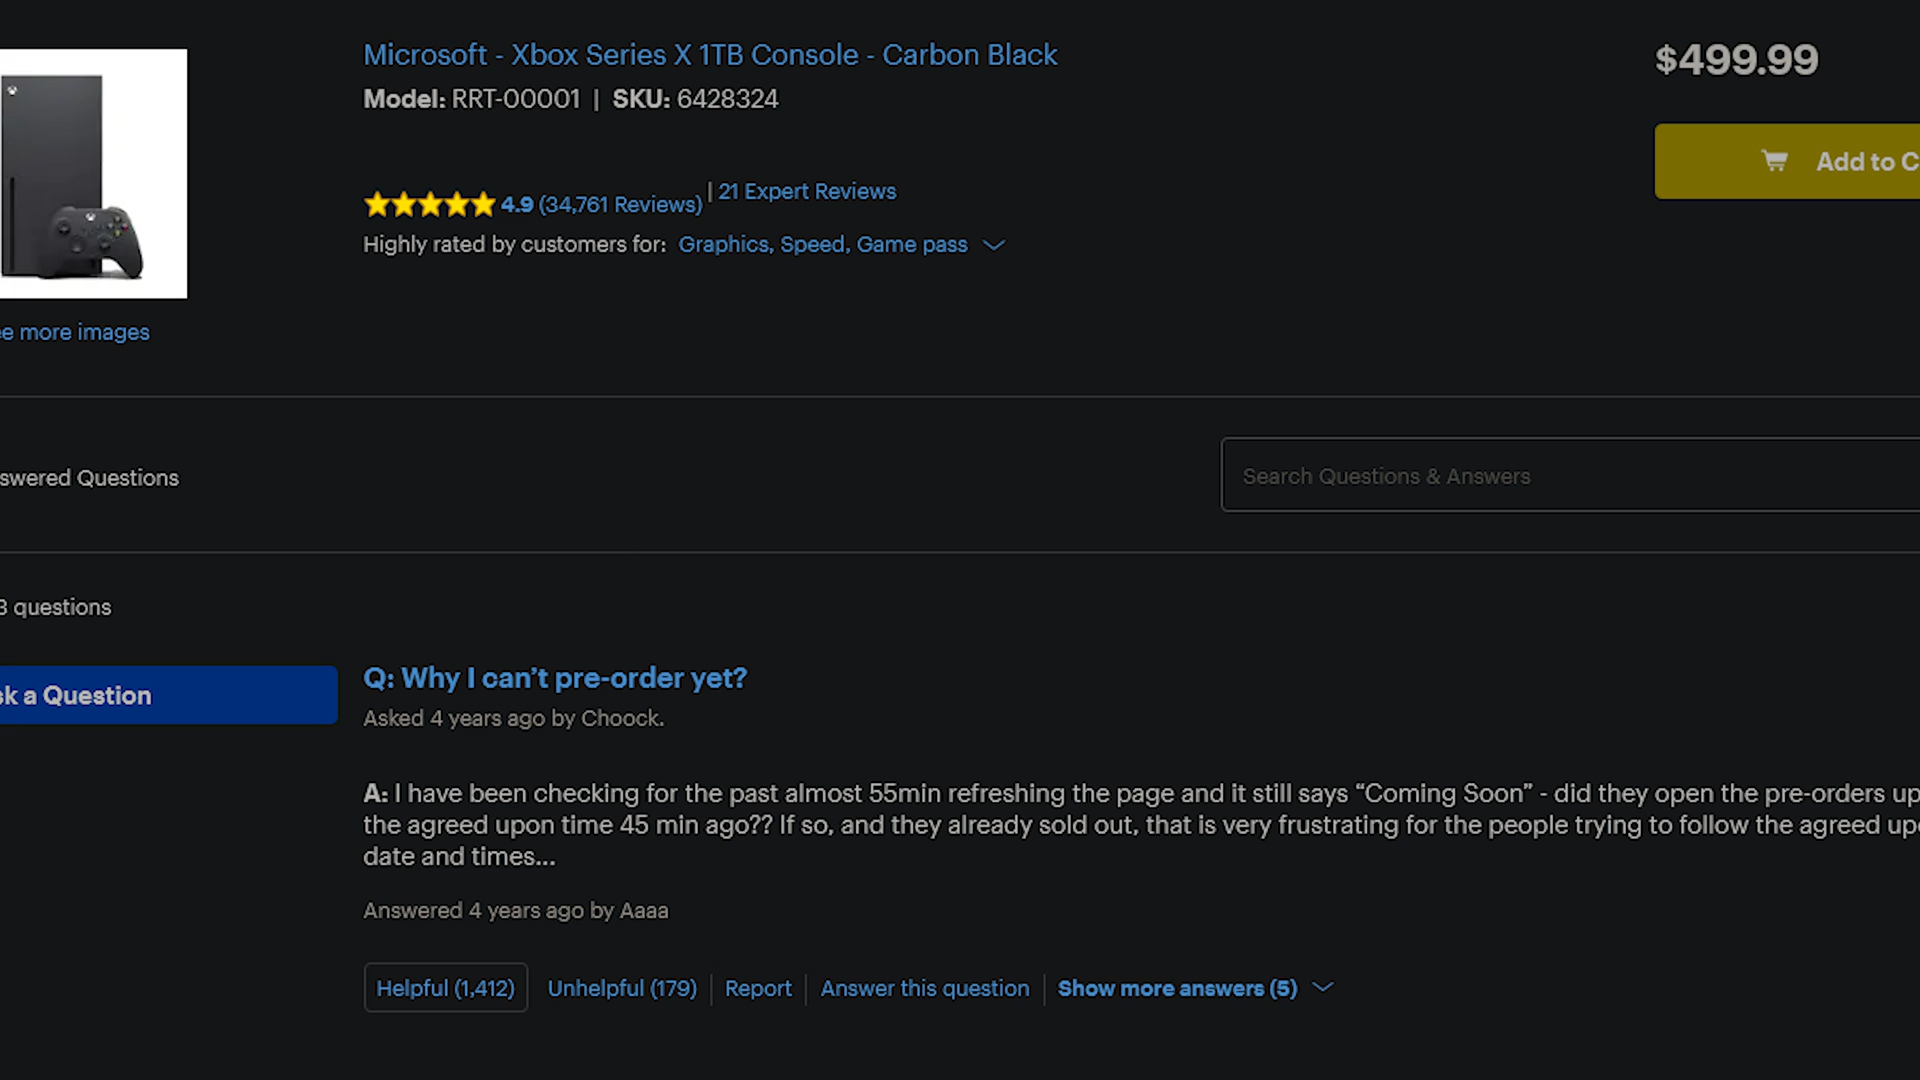 Microsoft - Xbox Series X 1TB Console - Carbon Black
$499.99
Model: RRT-00001 | SKU: 6428324
Add to C
4.9 (34,761 Reviews) | 21 Expert Reviews
Highly rated by customers for: Graphics, Speed, Game pass
e more images
swered Questions
Search Questions & Answers
3 questions
sk a Question
Q: Why I can’t pre-order yet?
Asked 4 years ago by Choock.
A: I have been checking for the past almost 55min refreshing the page and it still says “Coming Soon” - did they open the pre-orders up
the agreed upon time 45 min ago?? If so, and they already sold out, that is very frustrating for the people trying to follow the agreed upo
date and times...
Answered 4 years ago by Aaaa
Helpful (1,412) Unhelpful (179) | Report | Answer this question | Show more answers (5)